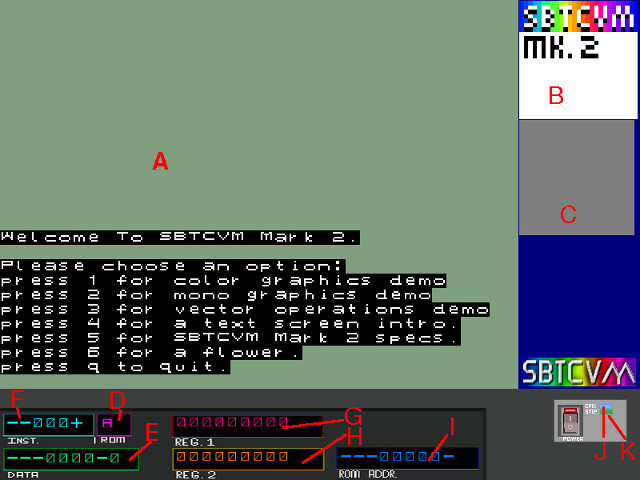 SBTCVM
MK.2
B
A
C
Welcome To SBTCVM Mark 2.
Please choose an option:
press 1 for color graphics demo
press 2 for mono graphics demo
press 3 for vector operations demo
press 4 for a text screen intro.
press 5 for SBTCVM Mark 2 specs.
press 6 for a flower.
press q to quit.
SBTCVM
F
D
--000+
A
000000000
G
INST.
ROM
REG.1
E
H
I
---0000-0
000000000
---00000-
DATA
REG.2
ROM ADDR.
CPU
STEP
POWER
J
K